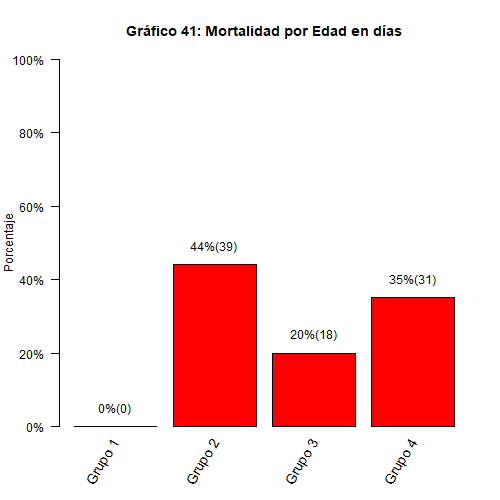 Gráfico 41: Mortalidad por Edad en días
Porcentaje
100%
80%
60%
40%
20%
0%
0%(0)
44%(39)
20%(18)
35%(31)
Grupo 1
Grupo 2
Grupo 3
Grupo 4